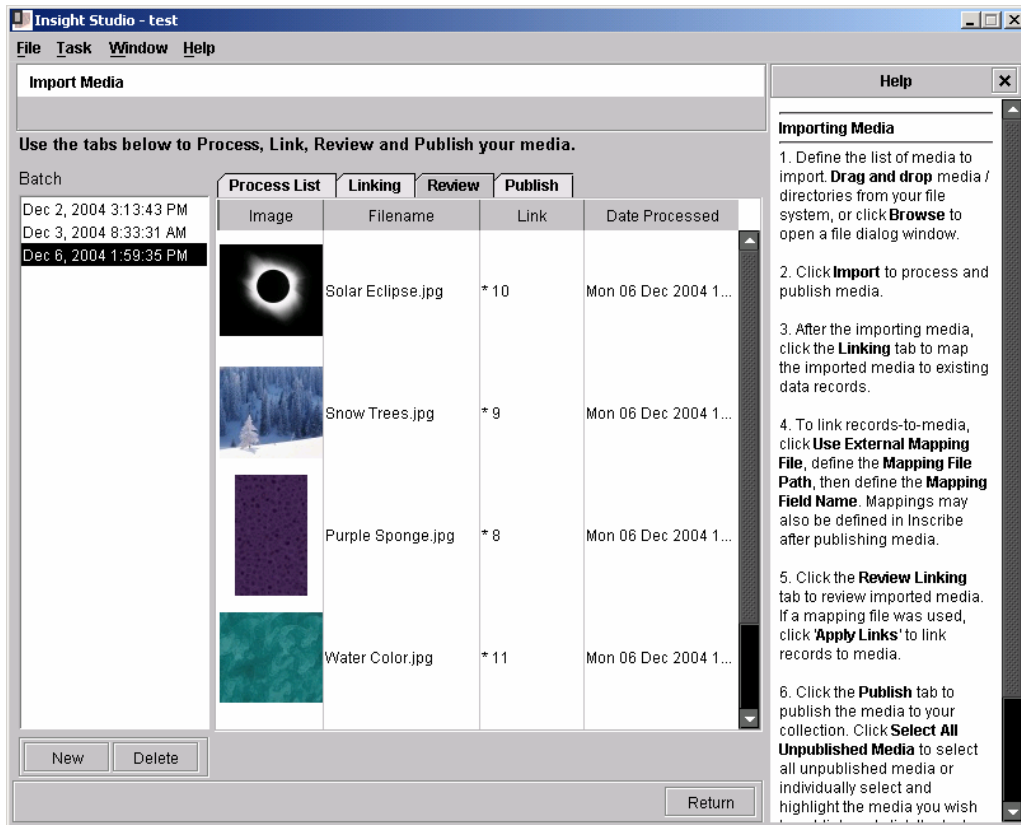 Insight Studio - test
File Task Window Help
Import Media
Use the tabs below to Process, Link, Review and Publish your media.
Batch
Dec 2, 2004 3:13:43 PM
Dec 3, 2004 8:33:31 AM
Dec 6, 2004 1:59:35 PM
New Delete
Process List Linking Review Publish
Image Filename Link Date Processed
Solar Eclipse.jpg * 10 Mon 06 Dec 2004 1...
Snow Trees.jpg * 9 Mon 06 Dec 2004 1...
Purple Sponge.jpg * 8 Mon 06 Dec 2004 1...
Water Color.jpg * 11 Mon 06 Dec 2004 1...
Return
Help
Importing Media
1. Define the list of media to
import. Drag and drop media /
directories from your file
system, or click Browse to
open a file dialog window.
2. Click Import to process and
publish media.
3. After the importing media,
click the Linking tab to map
the imported media to existing
data records.
4. To link records-to-media,
click Use External Mapping
File, define the Mapping File
Path, then define the Mapping
Field Name. Mappings may
also be defined in Inscribe
after publishing media.
5. Click the Review Linking
tab to review imported media.
If a mapping file was used,
click 'Apply Links' to link
records to media.
6. Click the Publish tab to
publish the media to your
collection. Click Select All
Unpublished Media to select
all unpublished media or
individually select and
highlight the media you wish